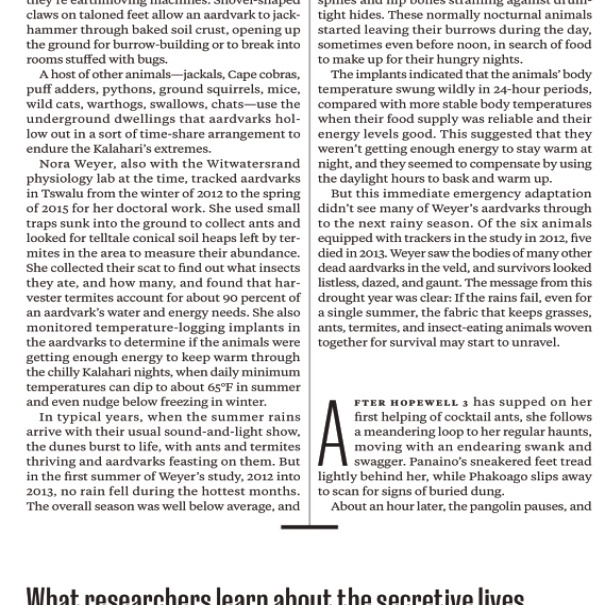 they're earthmoving machines. Shovel-shaped
claws on taloned feet allow an aardvark to jack-
hammer through baked soil crust, opening up
the ground for burrow-building or to break into
rooms stuffed with bugs.
A host of other animals—jackals, Cape cobras,
puff adders, pythons, ground squirrels, mice,
wild cats, warthogs, swallows, chats—use the
underground dwellings that aardvarks hol-
low out in a sort of time-share arrangement to
endure the Kalahari's extremes.
Nora Weyer, also with the Witwatersrand
physiology lab at the time, tracked aardvarks
in Tswalu from the winter of 2012 to the spring
of 2015 for her doctoral work. She used small
traps sunk into the ground to collect ants and
looked for telltale conical soil heaps left by ter-
mites in the area to measure their abundance.
She collected their scat to find out what insects
they ate, and how many, and found that har-
vester termites account for about 90 percent of
an aardvark's water and energy needs. She also
monitored temperature-logging implants in
the aardvarks to determine if the animals were
getting enough energy to keep warm through
the chilly Kalahari nights, when daily minimum
temperatures can dip to about 65°F in summer
and even nudge below freezing in winter.
In typical years, when the summer rains
arrive with their usual sound-and-light show,
the dunes burst to life, with ants and termites
thriving and aardvarks feasting on them. But
in the first summer of Weyer's study, 2012 into
2013, no rain fell during the hottest months.
The overall season was well below average, and
spines and hip bones straining against drum-
tight hides. These normally nocturnal animals
started leaving their burrows during the day,
sometimes even before noon, in search of food
to make up for their hungry nights.
The implants indicated that the animals' body
temperature swung wildly in 24-hour periods,
compared with more stable body temperatures
when their food supply was reliable and their
energy levels good. This suggested that they
weren't getting enough energy to stay warm at
night, and they seemed to compensate by using
the daylight hours to bask and warm up.
But this immediate emergency adaptation
didn't see many of Weyer's aardvarks through
to the next rainy season. Of the six animals
equipped with trackers in the study in 2012, five
died in 2013. Weyer saw the bodies of many other
dead aardvarks in the veld, and survivors looked
listless, dazed, and gaunt. The message from this
drought year was clear: If the rains fail, even for
a single summer, the fabric that keeps grasses,
ants, termites, and insect-eating animals woven
together for survival may start to unravel.
AFTER HOPEWELL 3 has supped on her
first helping of cocktail ants, she follows
a meandering loop to her regular haunts,
moving with an endearing swank and
swagger. Panaino's sneakered feet tread
lightly behind her, while Phakoago slips away
to scan for signs of buried dung.
About an hour later, the pangolin pauses, and
What researchers learn about the secretive lives